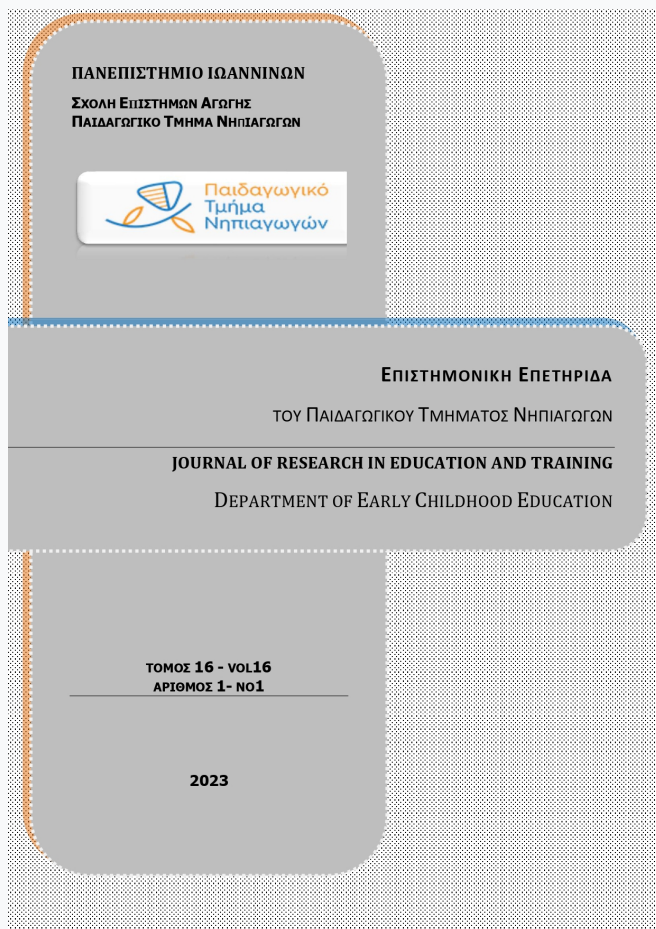 ΠΑΝΕΠΙΣΤΗΜΙΟ ΙΩΑΝΝΙΝΩΝ
ΣΧΟΛΗ ΕΠΙΣΤΗΜΩΝ ΑΓΩΓΗΣ
ΠΑΙΔΑΓΩΓΙΚΟ ΤΜΗΜΑ ΝΗΠΙΑΓΩΓΩΝ
Παιδαγωγικό
Τμήμα
Νηπιαγωγών
ΕΠΙΣΤΗΜΟΝΙΚΗ ΕΠΕΤΗΡΙΔΑ
ΤΟΥ ΠΑΙΔΑΓΩΓΙΚΟΥ ΤΜΗΜΑΤΟΣ ΝΗΠΙΑΓΩΓΩΝ
JOURNAL OF RESEARCH IN EDUCATION AND TRAINING
DEPARTMENT OF EARLY CHILDHOOD EDUCATION
ΤΟΜΟΣ 16 - VOL16
ΑΡΙΘΜΟΣ 1- NO1
2023